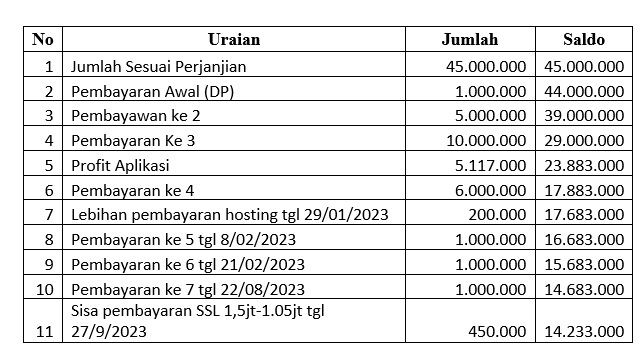 No Uraian Jumlah Saldo
1 Jumlah Sesuai Perjanjian 45.000.000 45.000.000
2 Pembayaran Awal (DP) 1.000.000 44.000.000
3 Pembayawan ke 2 5.000.000 39.000.000
4 Pembayaran Ke 3 10.000.000 29.000.000
5 Profit Aplikasi 5.117.000 23.883.000
6 Pembayaran ke 4 6.000.000 17.883.000
7 Lebihan pembayaran hosting tgl 29/01/2023 200.000 17.683.000
8 Pembayaran ke 5 tgl 8/02/2023 1.000.000 16.683.000
9 Pembayaran ke 6 tgl 21/02/2023 1.000.000 15.683.000
10 Pembayaran ke 7 tgl 22/08/2023 1.000.000 14.683.000
Sisa pembayaran SSL 1,5jt-1.05jt tgl
11 27/9/2023 450.000 14.233.000